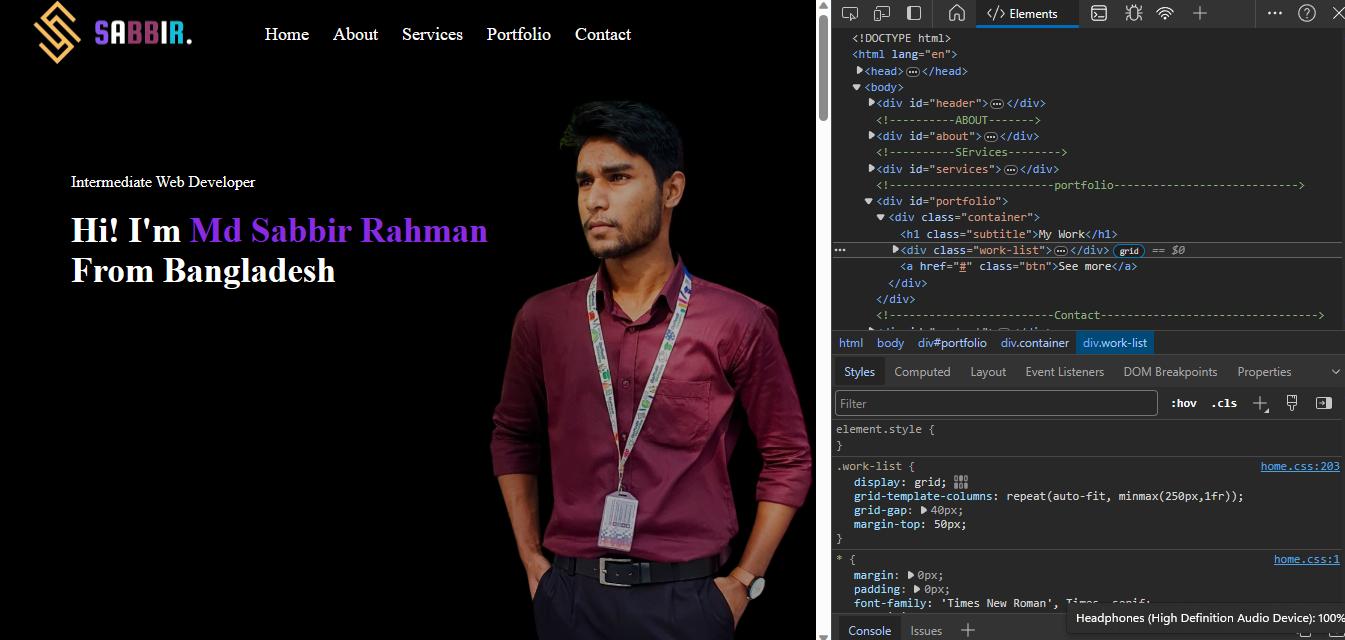 SABBIR.
Home About Services Portfolio Contact
Intermediate Web Developer
Hi! I'm Md Sabbir Rahman
From Bangladesh
Elements
<!DOCTYPE html>
<html lang="en">
<head> ⋯ </head>
<body>
<div id="header"> ⋯ </div>
<!----------ABOUT------->
<div id="about"> ⋯ </div>
<!----------SErvices-------->
<div id="services"> ⋯ </div>
<!-------------------------portfolio---------------------------->
<div id="portfolio">
<div class="container">
<h1 class="subtitle">My Work</h1>
<div class="work-list"> ⋯ </div> grid == $0
<a href="#" class="btn">See more</a>
</div>
</div>
<!-------------------------Contact--------------------------------->
html body div#portfolio div.container div.work-list
Styles Computed Layout Event Listeners DOM Breakpoints Properties
Filter :hov .cls
element.style {
}
.work-list { home.css:203
display: grid;
grid-template-columns: repeat(auto-fit, minmax(250px,1fr));
grid-gap: 40px;
margin-top: 50px;
}
* { home.css:1
margin: 0px;
padding: 0px;
font-family: 'Times New Roman', Times, serif;
Headphones (High Definition Audio Device): 100%
Console Issues